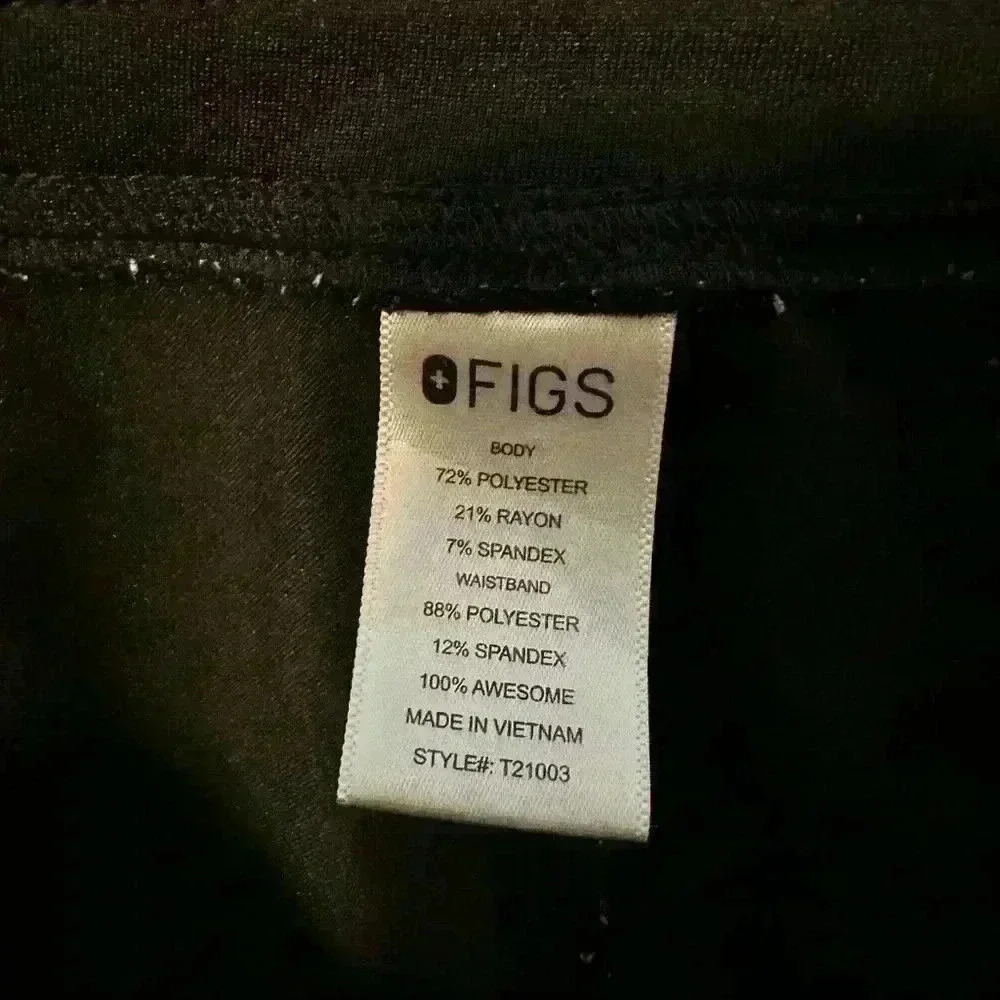 FIGS
BODY
72% POLYESTER
21% RAYON
7% SPANDEX
WAISTBAND
88% POLYESTER
12% SPANDEX
100% AWESOME
MADE IN VIETNAM
STYLE#: T21003